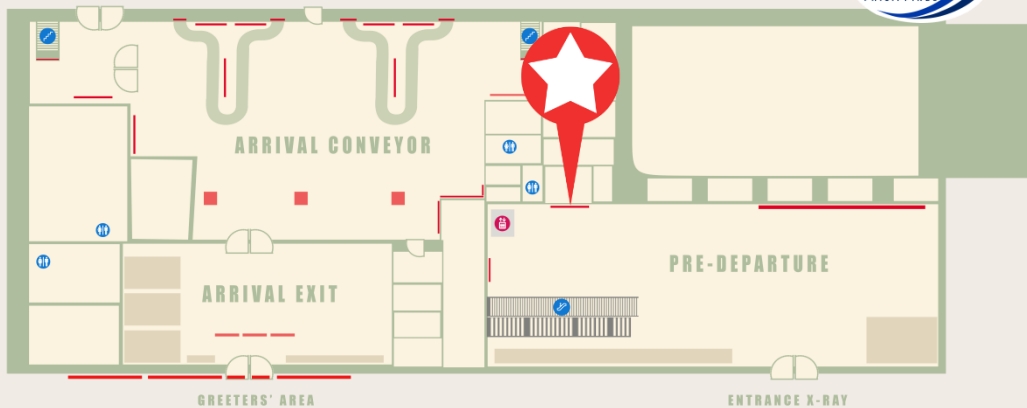 ARRIVAL CONVEYOR
PRE-DEPARTURE
ARRIVAL EXIT
GREETERS' AREA
ENTRANCE X-RAY